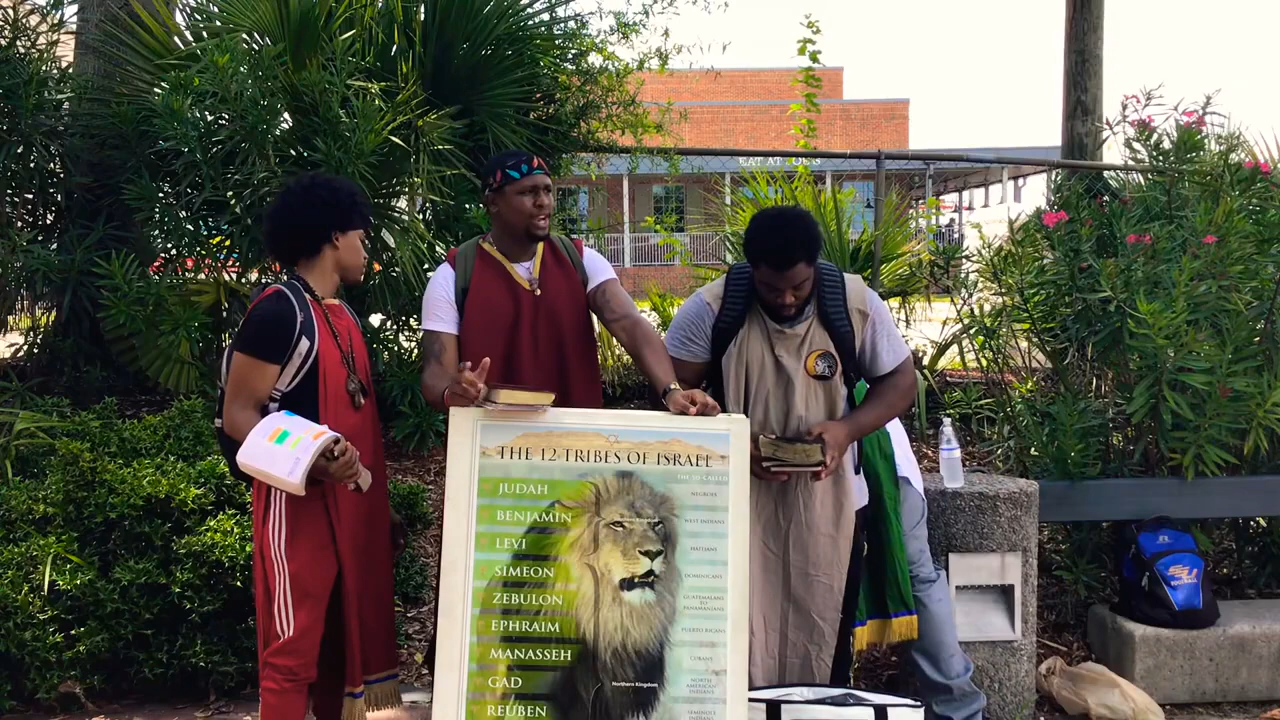 EAT AT JOE'S
THE 12 TRIBES OF ISRAEL
THE SO CALLED
JUDAH
NEGROES
BENJAMIN
WEST INDIANS
LEVI
HAITIANS
SIMEON
DOMINICANS
ZEBULON
GUATEMALANS
TO
PANAMANIANS
EPHRAIM
PUERTO RICANS
MANASSEH
CUBANS
GAD
NORTH
AMERICAN
INDIANS
REUBEN
SEMINOLE
INDIANS
Northern Kingdom
FOOTBALL